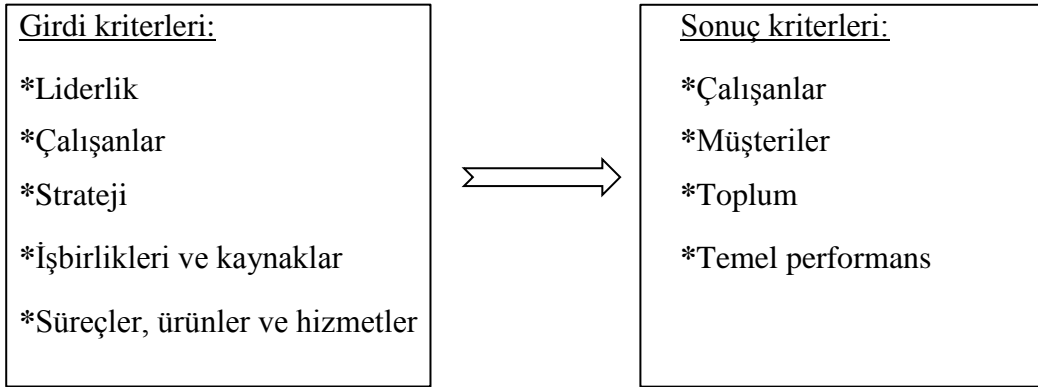 Girdi kriterleri:
*Liderlik
*Çalışanlar
*Strateji
*İşbirlikleri ve kaynaklar
*Süreçler, ürünler ve hizmetler
Sonuç kriterleri:
*Çalışanlar
*Müşteriler
*Toplum
*Temel performans